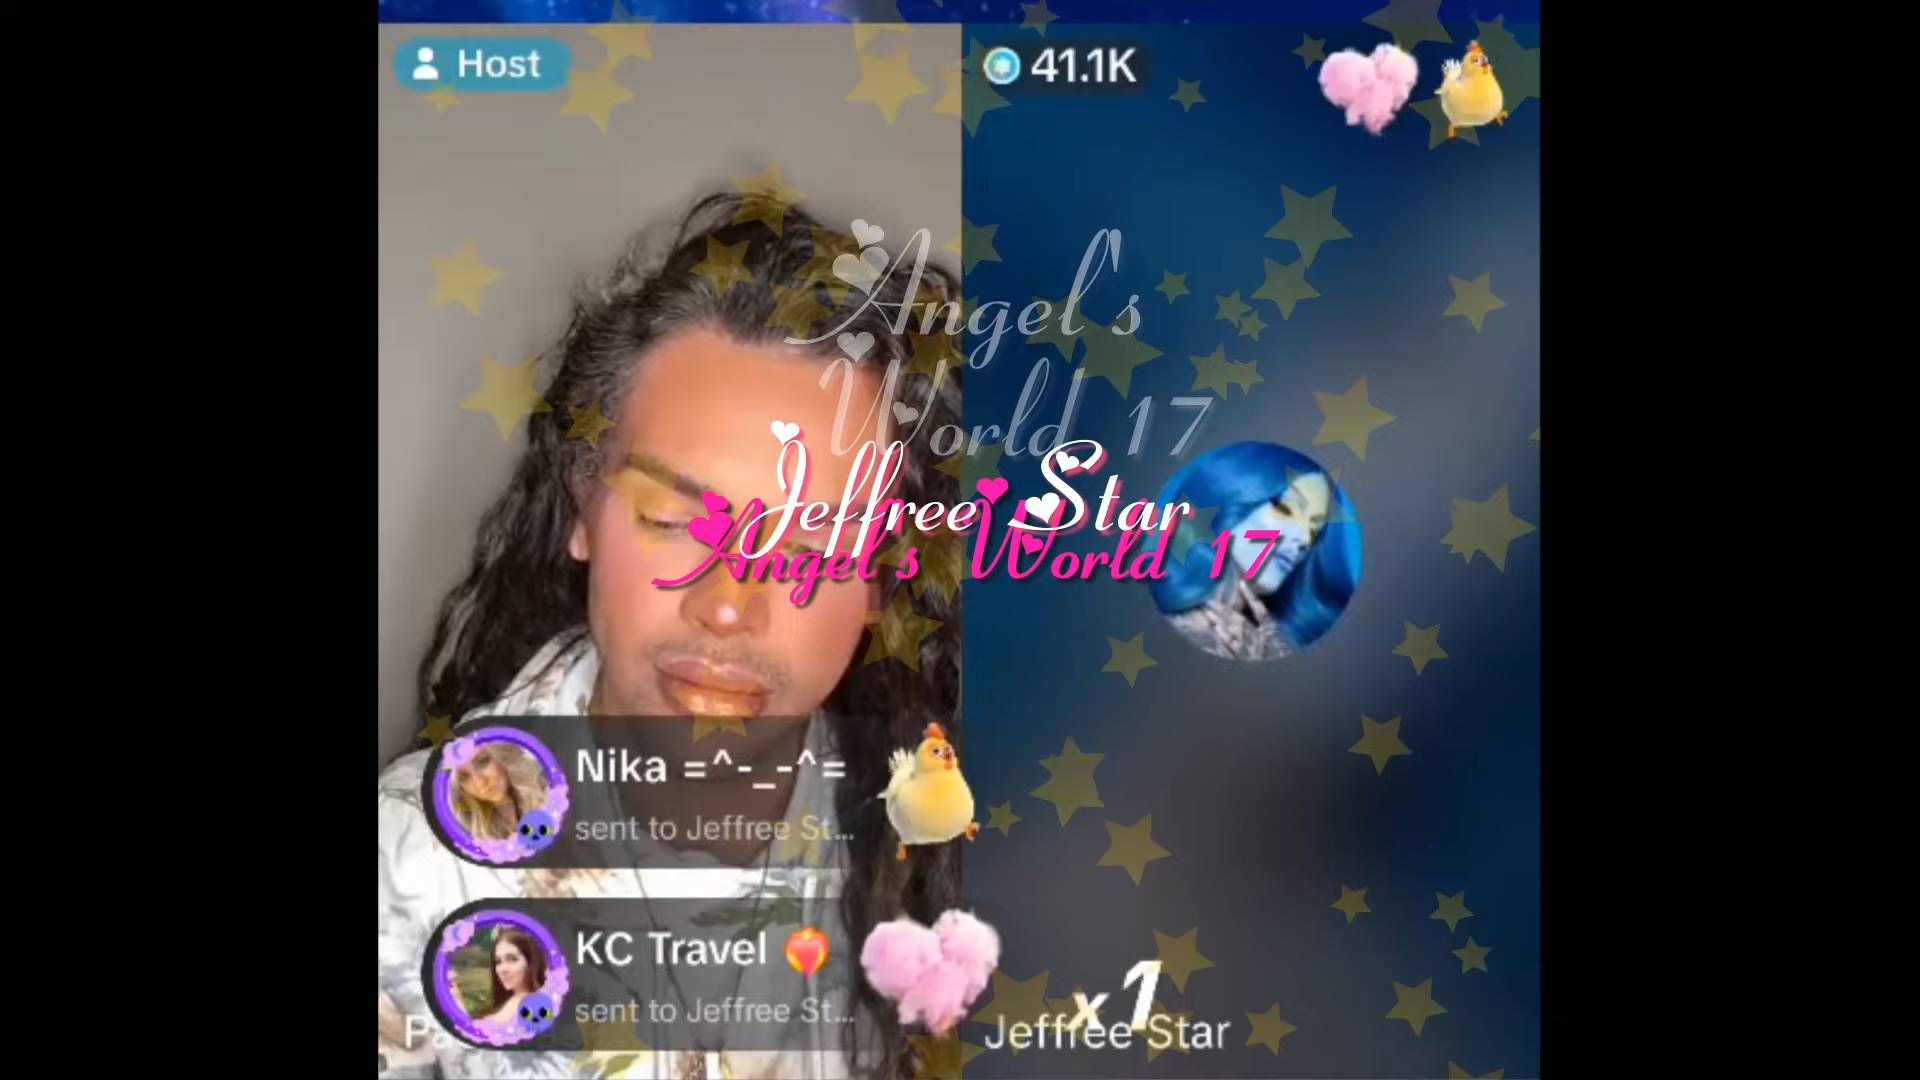 Host
41.1K
Angel's
World 17
Jeffree Star
Angel's World 17
Nika =^-_-^=
sent to Jeffree St...
KC Travel
sent to Jeffree St...
x1
Jeffree Star